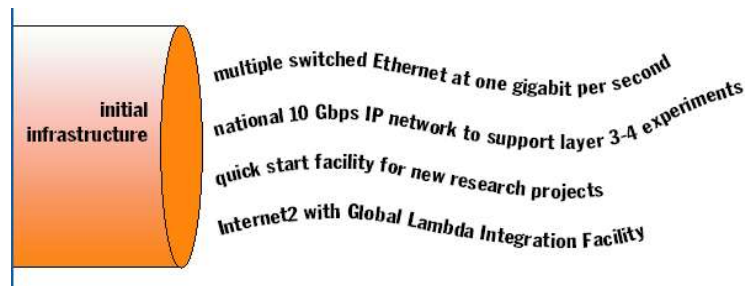 initial
infrastructure
multiple switched Ethernet at one gigabit per second
national 10 Gbps IP network to support layer 3-4 experiments
quick start facility for new research projects
Internet2 with Global Lambda Integration Facility